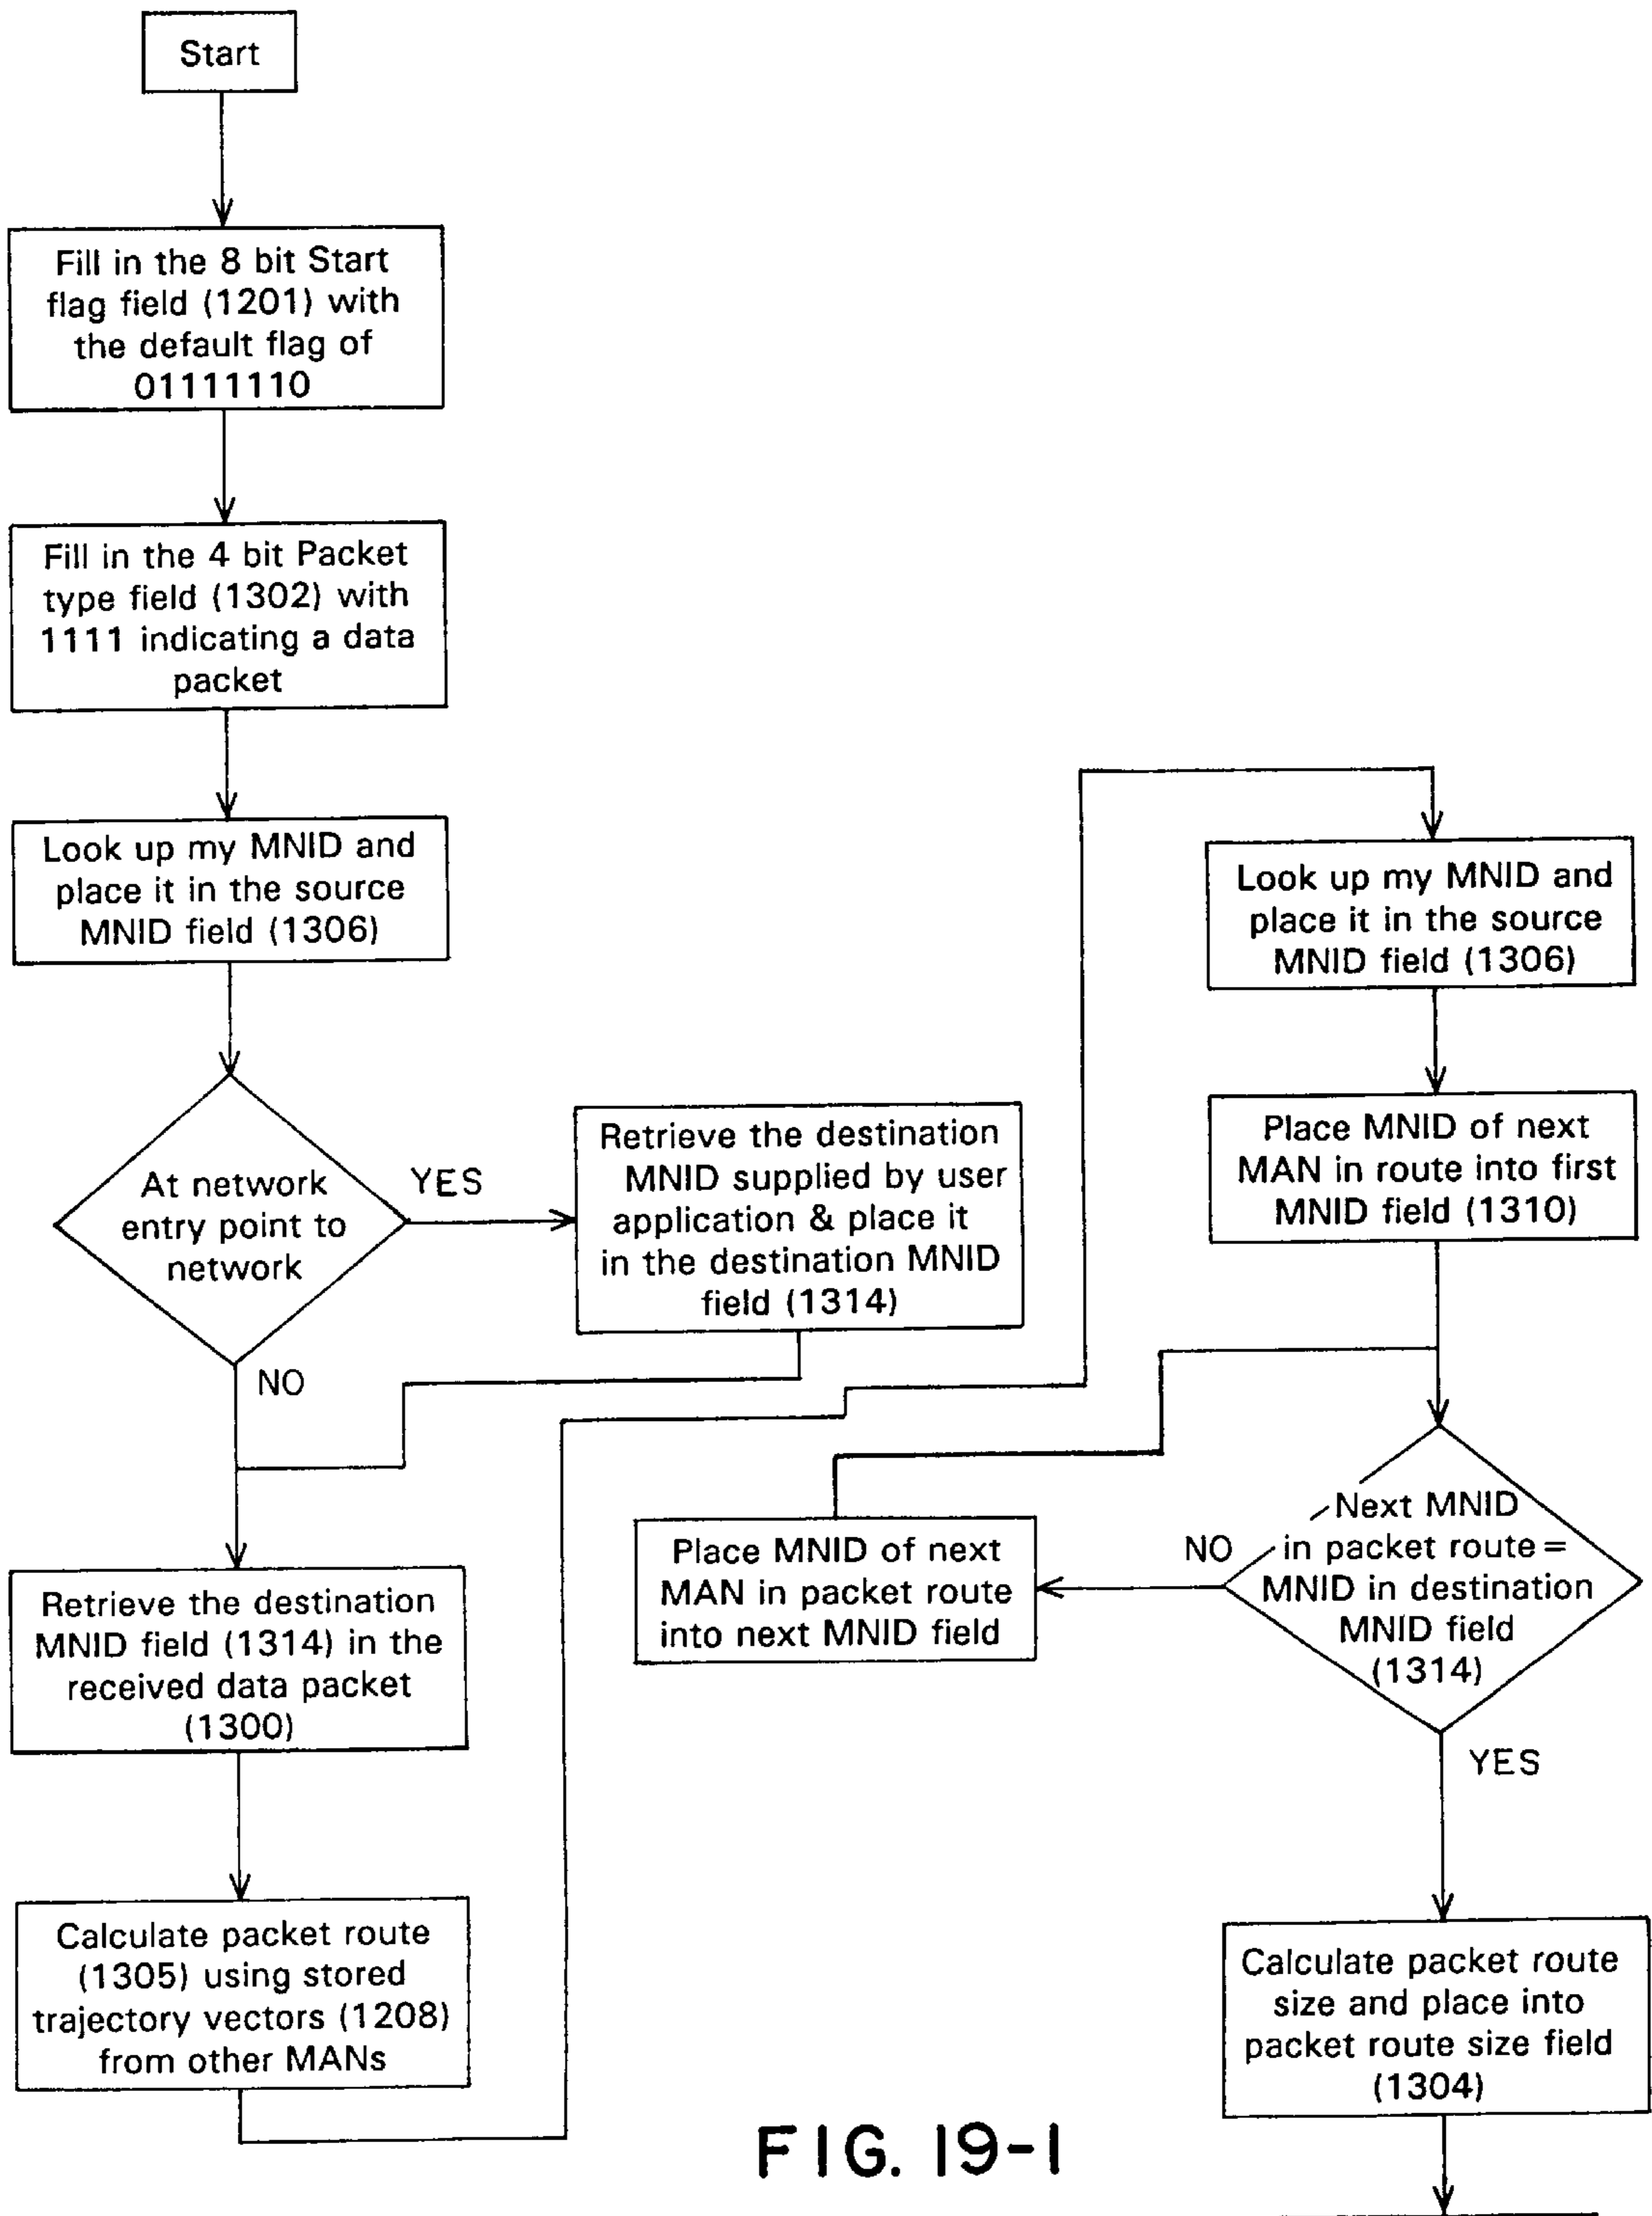 Start
Fill in the 8 bit Start
flag field (1201) with
the default flag of
01111110
Fill in the 4 bit Packet
type field (1302) with
1111 indicating a data
packet
Look up my MNID and
place it in the source
MNID field (1306)
At network
entry point to
network
YES
NO
Retrieve the destination
MNID supplied by user
application & place it
in the destination MNID
field (1314)
Retrieve the destination
MNID field (1314) in the
received data packet
(1300)
Calculate packet route
(1305) using stored
trajectory vectors (1208)
from other MANs
Look up my MNID and
place it in the source
MNID field (1306)
Place MNID of next
MAN in route into first
MNID field (1310)
Next MNID
in packet route =
MNID in destination
MNID field
(1314)
NO
Place MNID of next
MAN in packet route
into next MNID field
YES
Calculate packet route
size and place into
packet route size field
(1304)
FIG. 19-1